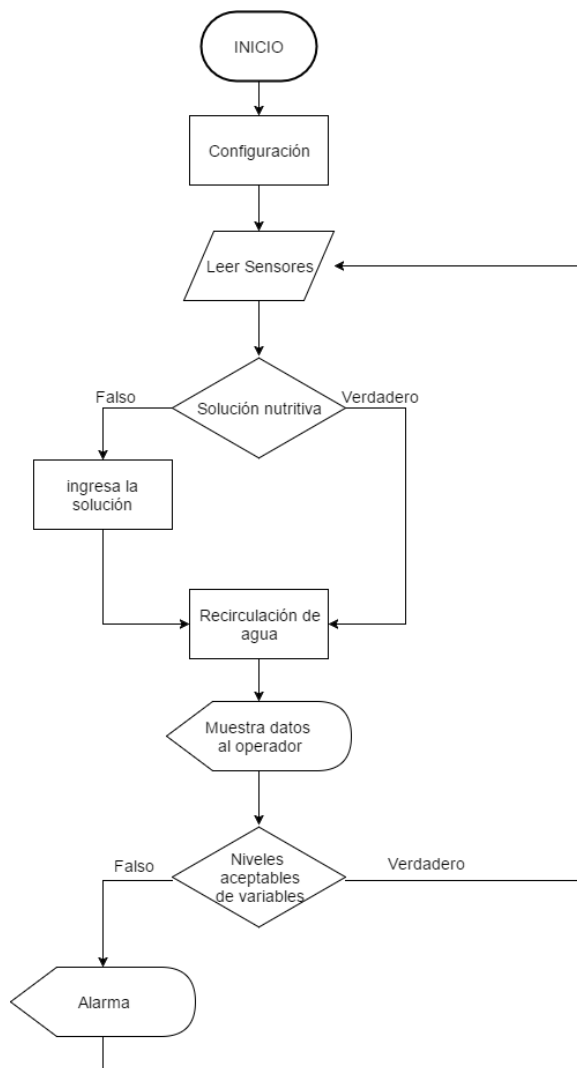 INICIO
Configuración
Leer Sensores
Falso
Solución nutritiva
Verdadero
ingresa la
solución
Recirculación de
agua
Muestra datos
al operador
Falso
Niveles
aceptables
de variables
Verdadero
Alarma